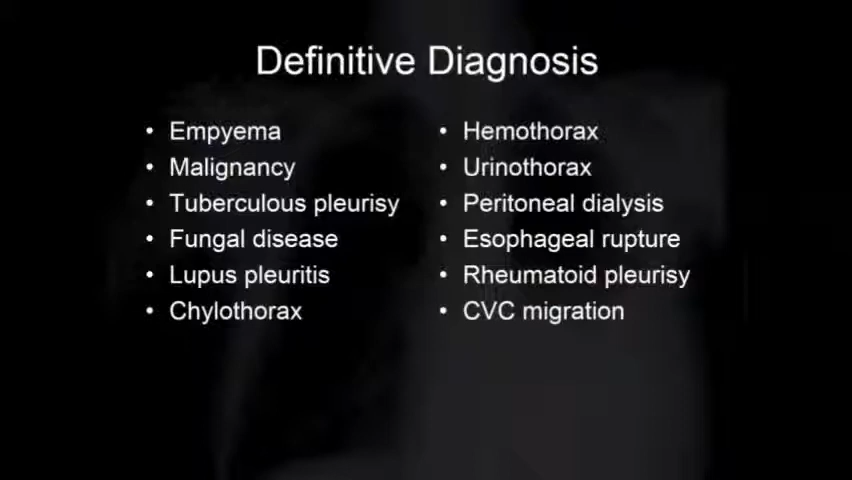 Definitive Diagnosis
• Empyema
• Malignancy
• Tuberculous pleurisy
• Fungal disease
• Lupus pleuritis
• Chylothorax
• Hemothorax
• Urinothorax
• Peritoneal dialysis
• Esophageal rupture
• Rheumatoid pleurisy
• CVC migration